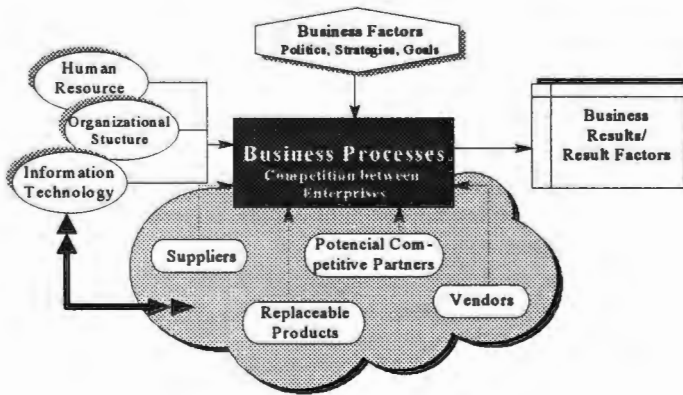 Business Factors
Politics, Strategies, Goals
Human
Resource
Organizational
Stucture
Information
Technology
Business Processes
Competition between
Enterprises
Business
Results/
Result Factors
Suppliers
Potencial Com-
petitive Partners
Replaceable
Products
Vendors